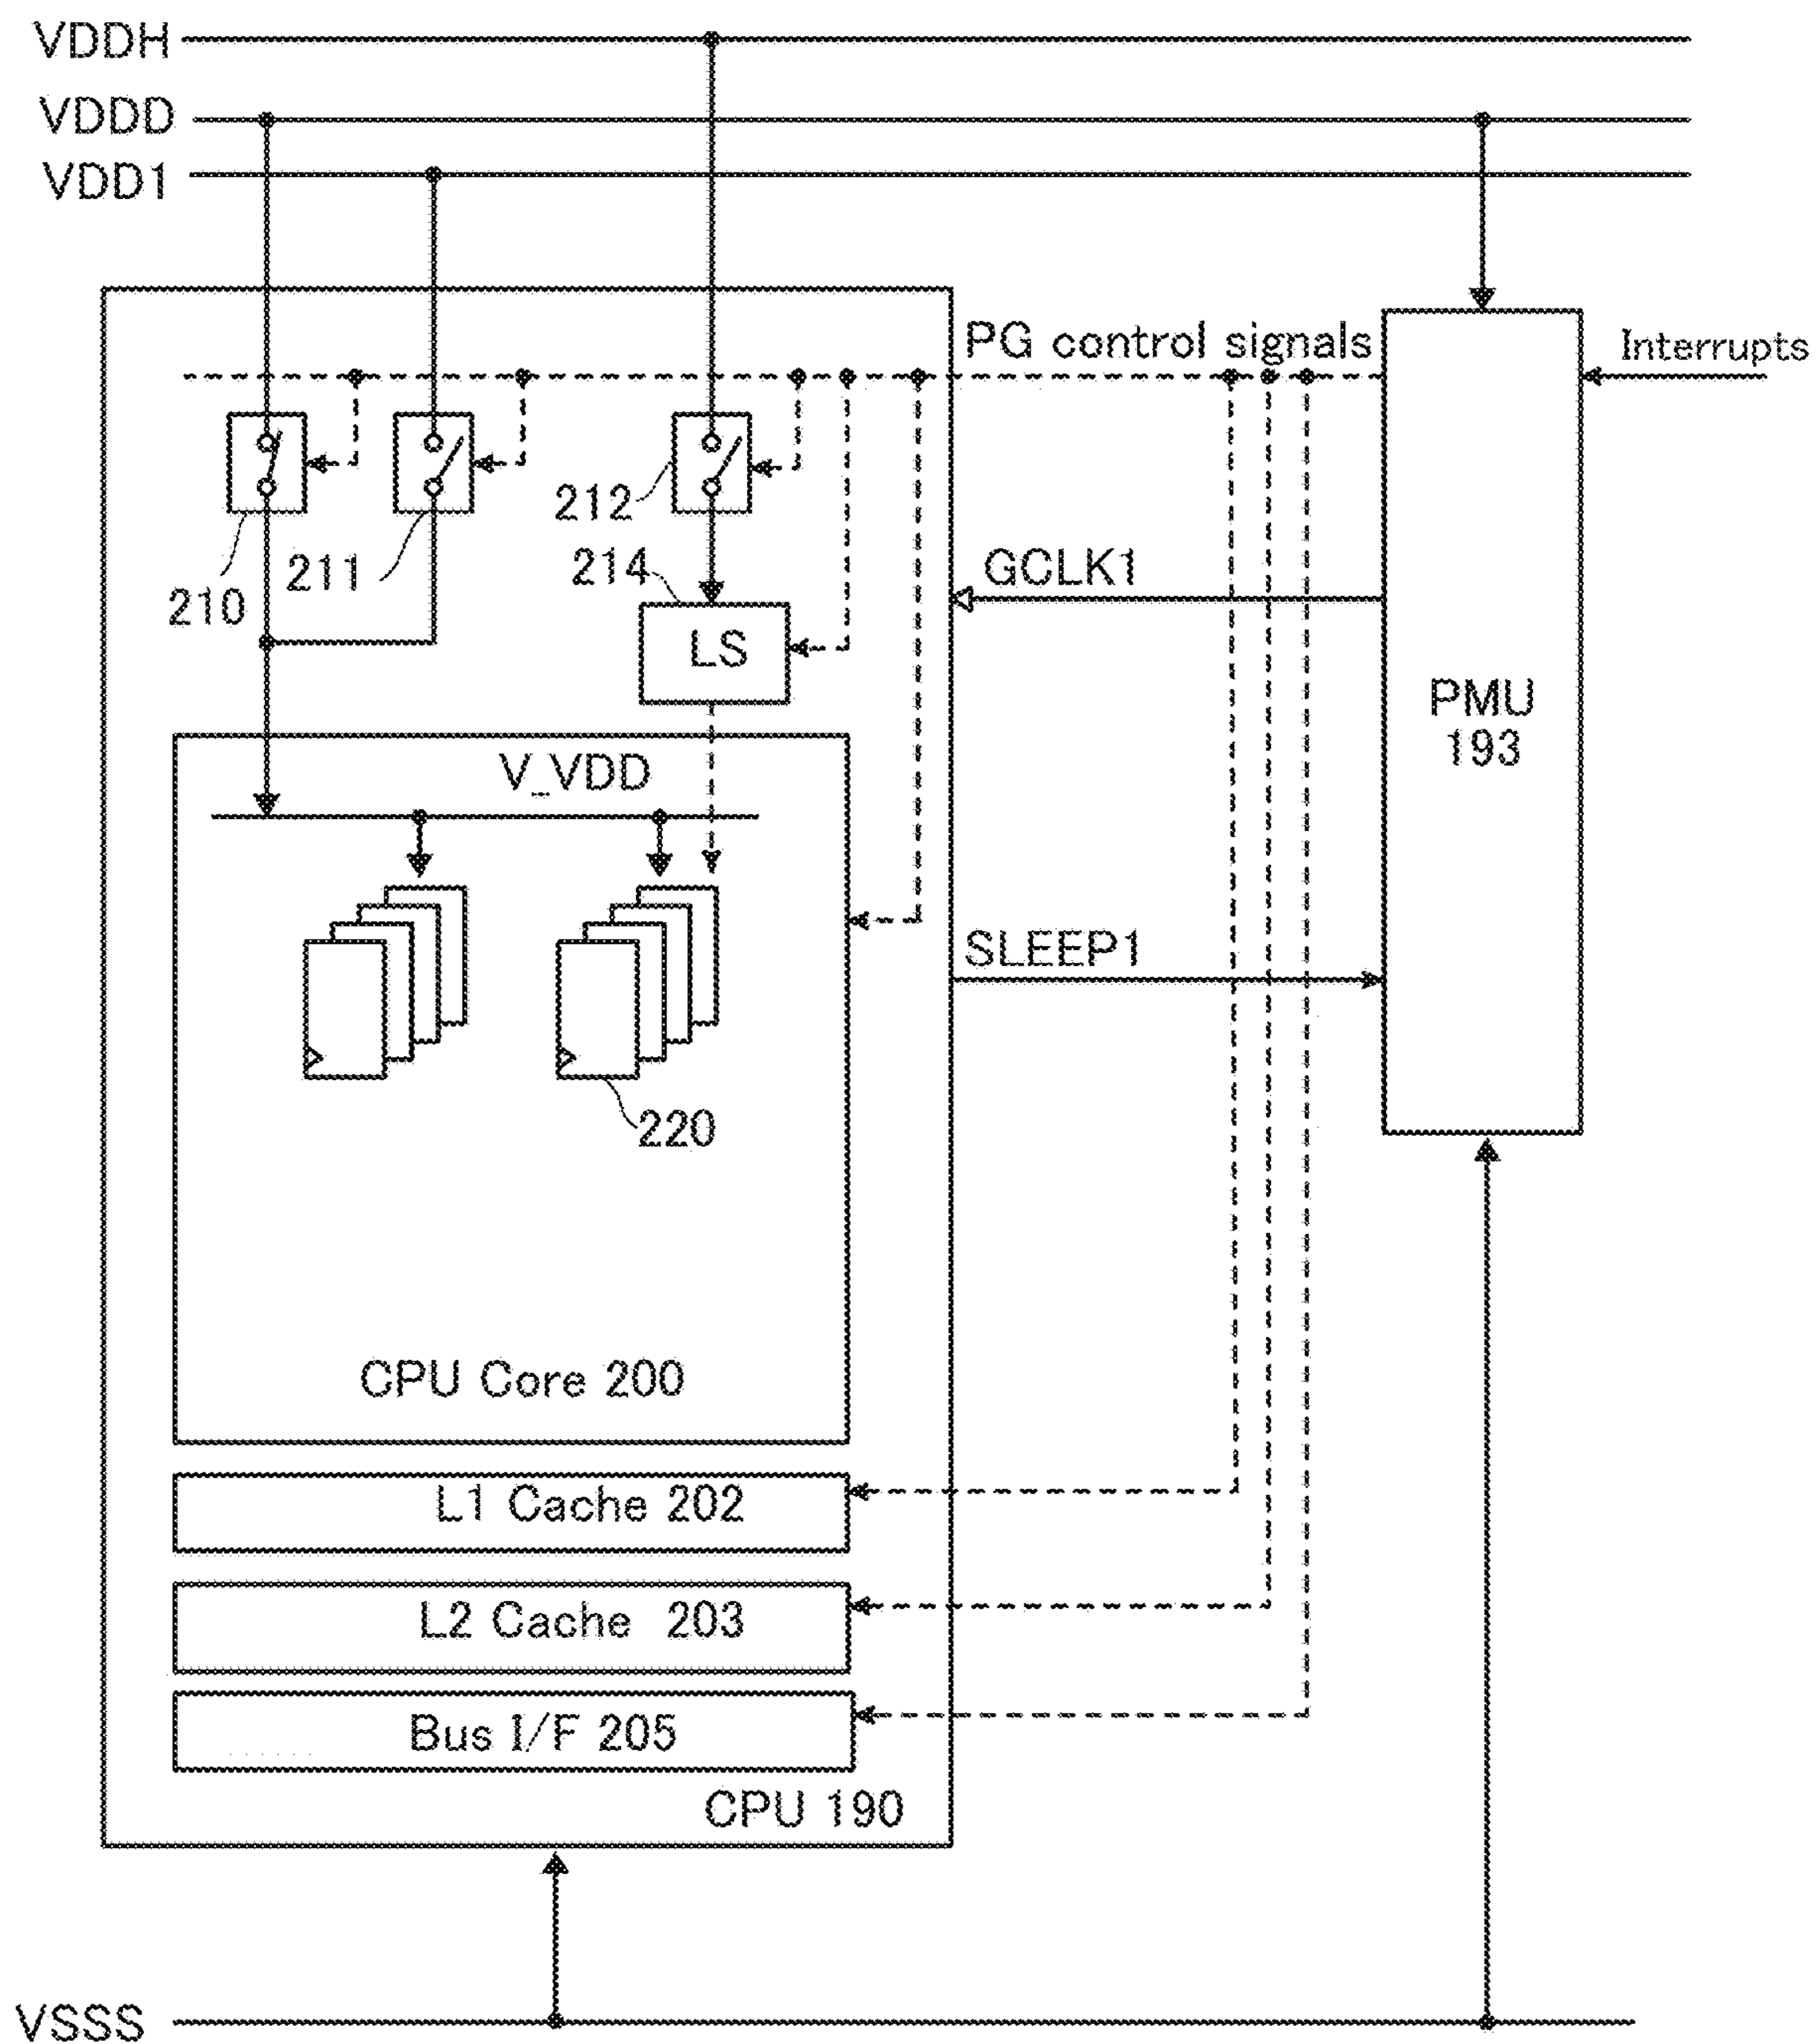 VDDH
VDDD
VDD1
PG control signals
Interrupts
212
211
214
210
GCLK1
LS
PMU
193
V_VDD
SLEEP1
220
CPU Core 200
L1 Cache 202
L2 Cache 203
Bus I/F 205
CPU 190
VSSS